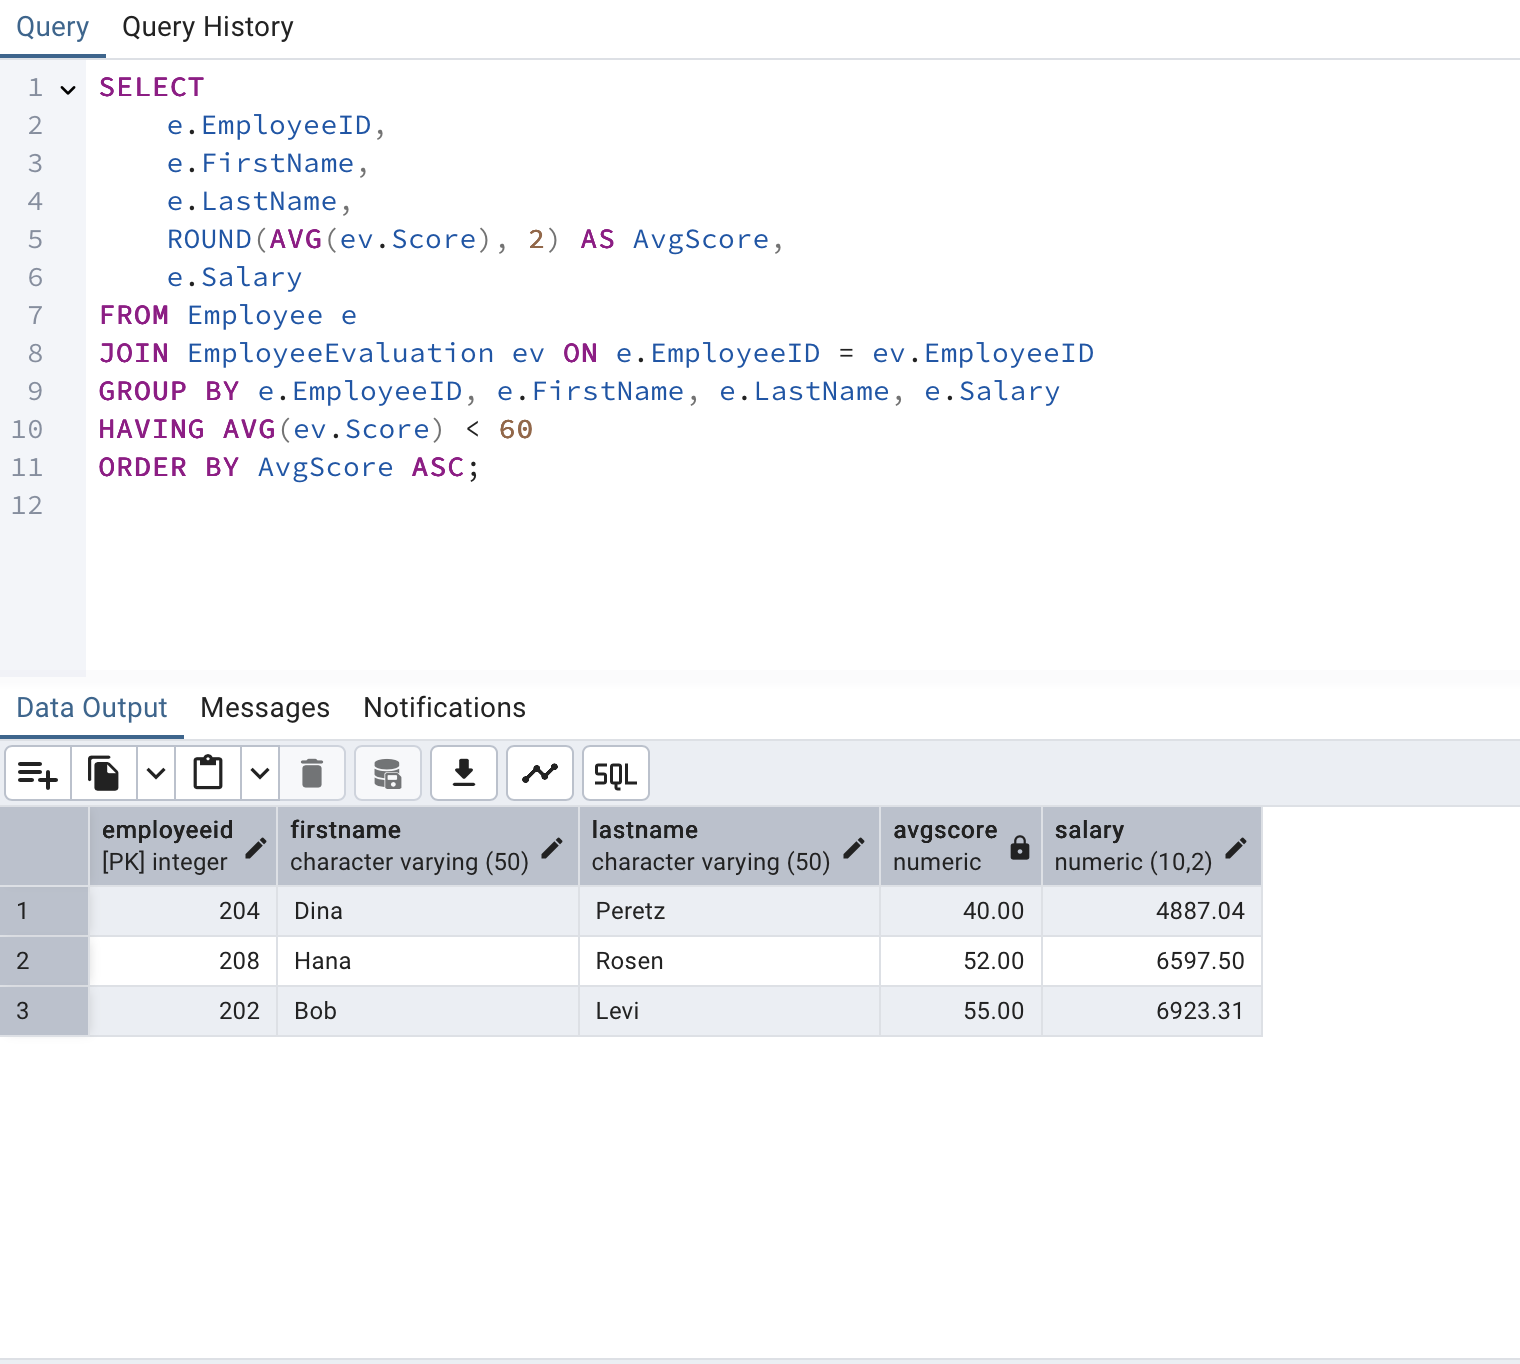 Query Query History
1 SELECT
2 e.EmployeeID,
3 e.FirstName,
4 e.LastName,
5 ROUND(AVG(ev.Score), 2) AS AvgScore,
6 e.Salary
7 FROM Employee e
8 JOIN EmployeeEvaluation ev ON e.EmployeeID = ev.EmployeeID
9 GROUP BY e.EmployeeID, e.FirstName, e.LastName, e.Salary
10 HAVING AVG(ev.Score) < 60
11 ORDER BY AvgScore ASC;
12
Data Output Messages Notifications
SQL
employeeid firstname lastname avgscore salary
[PK] integer character varying (50) character varying (50) numeric numeric (10,2)
1 204 Dina Peretz 40.00 4887.04
2 208 Hana Rosen 52.00 6597.50
3 202 Bob Levi 55.00 6923.31